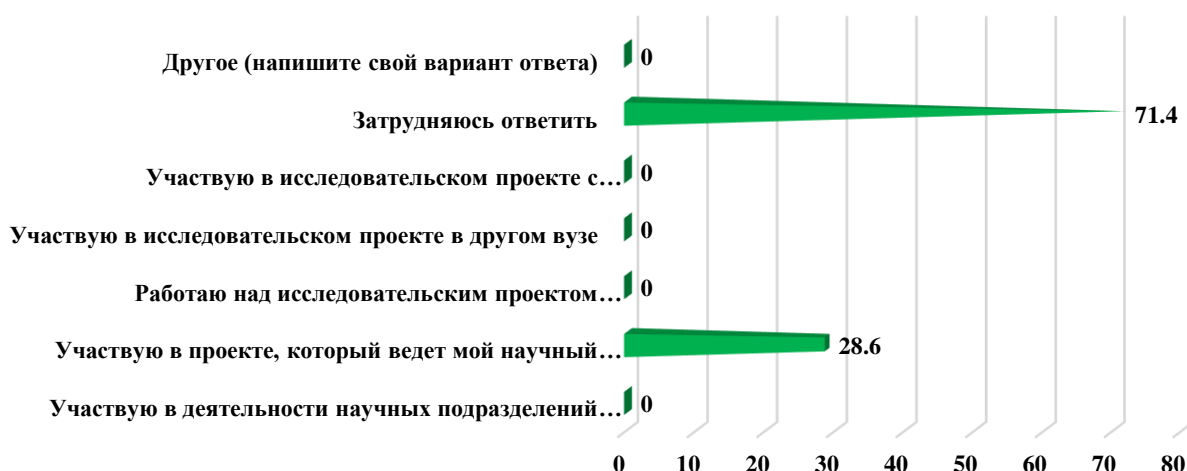 Другое (напишите свой вариант ответа) 0
Затрудняюсь ответить 71.4
Участвую в исследовательском проекте с… 0
Участвую в исследовательском проекте в другом вузе 0
Работаю над исследовательским проектом… 0
Участвую в проекте, который ведет мой научный… 28.6
Участвую в деятельности научных подразделений… 0
0 10 20 30 40 50 60 70 80